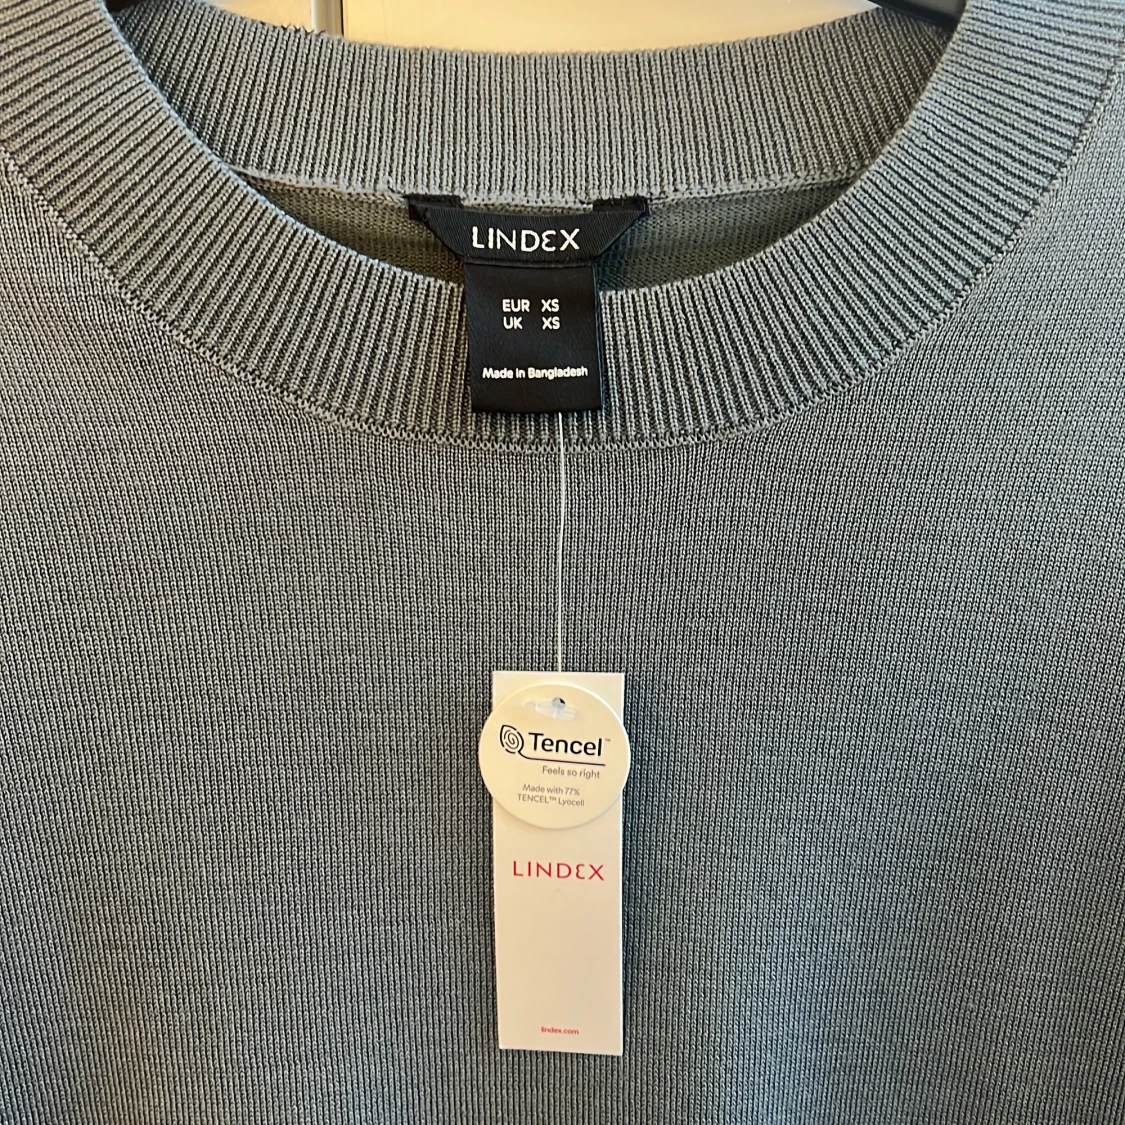 LINDEX
EUR XS
UK XS
Made in Bangladesh
Tencel™
Feels so right
Made with 77%
TENCEL™ Lyocell
LINDEX
lindex.com